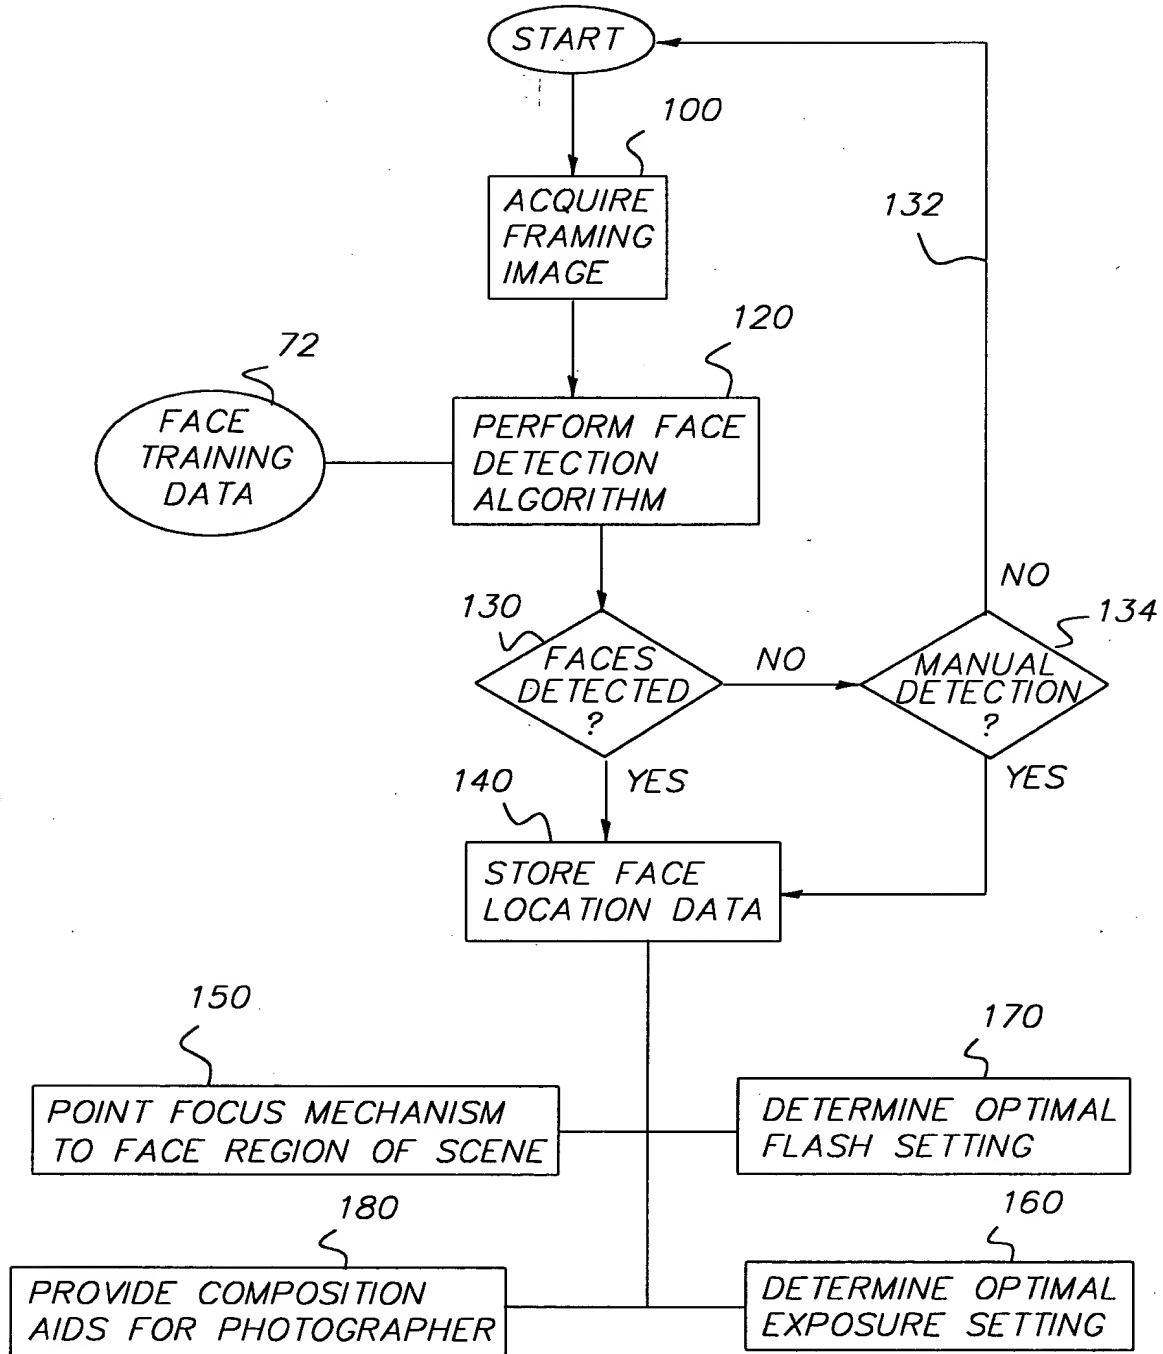 START
100
ACQUIRE
FRAMING
IMAGE
132
120
72
FACE
TRAINING
DATA
PERFORM FACE
DETECTION
ALGORITHM
NO
130
134
FACES
DETECTED
?
NO
MANUAL
DETECTION
?
YES
YES
140
STORE FACE
LOCATION DATA
150
170
POINT FOCUS MECHANISM
TO FACE REGION OF SCENE
DETERMINE OPTIMAL
FLASH SETTING
180
160
PROVIDE COMPOSITION
AIDS FOR PHOTOGRAPHER
DETERMINE OPTIMAL
EXPOSURE SETTING